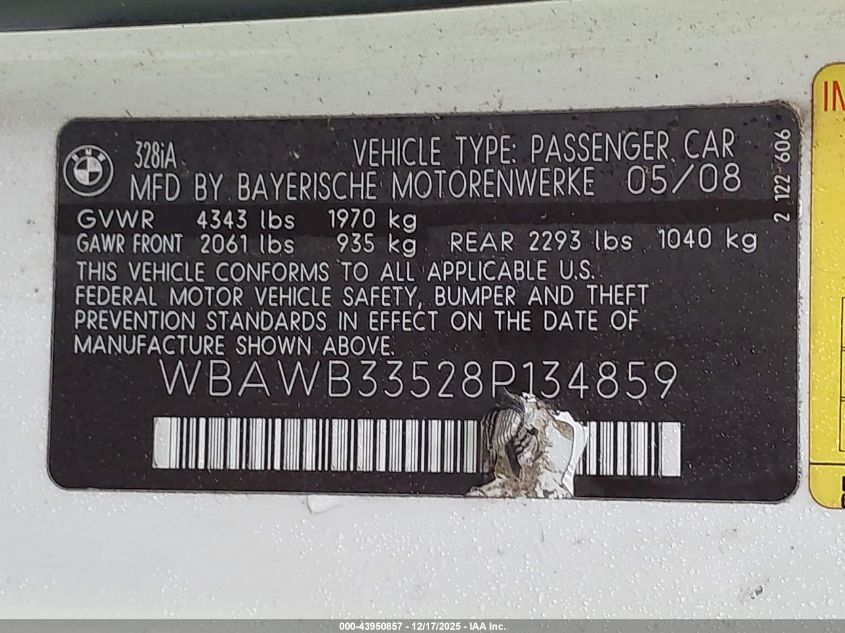 BMW
328iA VEHICLE TYPE: PASSENGER CAR
MFD BY BAYERISCHE MOTORENWERKE 05/08
GVWR 4343 lbs 1970 kg
GAWR FRONT 2061 lbs 935 kg REAR 2293 lbs 1040 kg
THIS VEHICLE CONFORMS TO ALL APPLICABLE U.S.
FEDERAL MOTOR VEHICLE SAFETY, BUMPER AND THEFT
PREVENTION STANDARDS IN EFFECT ON THE DATE OF
MANUFACTURE SHOWN ABOVE.
WBAWB33528P134859
2 122 606
000-43950857 - 12/17/2025 - IAA Inc.